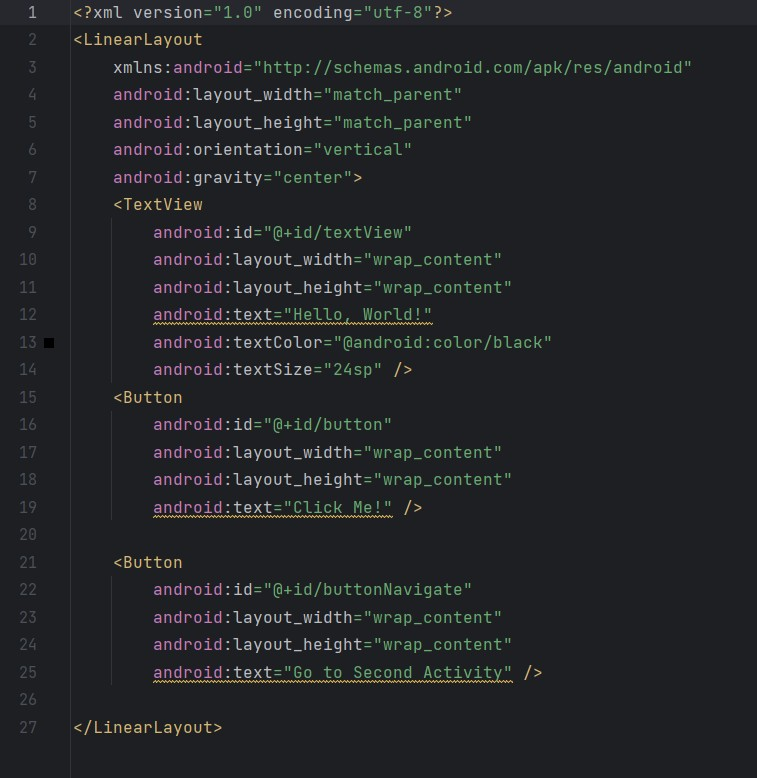 1 <?xml version="1.0" encoding="utf-8"?>
2 <LinearLayout
3     xmlns:android="http://schemas.android.com/apk/res/android"
4     android:layout_width="match_parent"
5     android:layout_height="match_parent"
6     android:orientation="vertical"
7     android:gravity="center">
8     <TextView
9         android:id="@+id/textView"
10         android:layout_width="wrap_content"
11         android:layout_height="wrap_content"
12         android:text="Hello, World!"
13         android:textColor="@android:color/black"
14         android:textSize="24sp" />
15     <Button
16         android:id="@+id/button"
17         android:layout_width="wrap_content"
18         android:layout_height="wrap_content"
19         android:text="Click Me!" />
20
21     <Button
22         android:id="@+id/buttonNavigate"
23         android:layout_width="wrap_content"
24         android:layout_height="wrap_content"
25         android:text="Go to Second Activity" />
26
27 </LinearLayout>